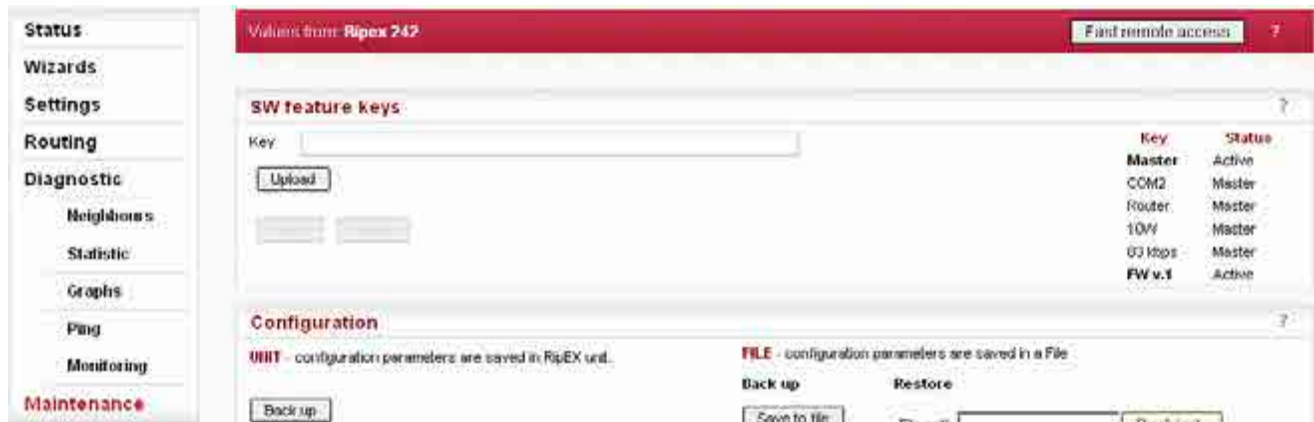 Status
Wizards
Settings
Routing
Diagnostic
Neighbours
Statistic
Graphs
Ping
Monitoring
Maintenance
Values from: Ripex 242
Fast remote access
?
SW feature keys
?
Key
Upload
Key Status
Master Active
COM2 Master
Router Master
10W Master
83 kbps Master
FW v.1 Active
Configuration
?
UNIT - configuration parameters are saved in RipEX unit.
Back up
FILE - configuration parameters are saved in a File
Back up Restore
Save to file